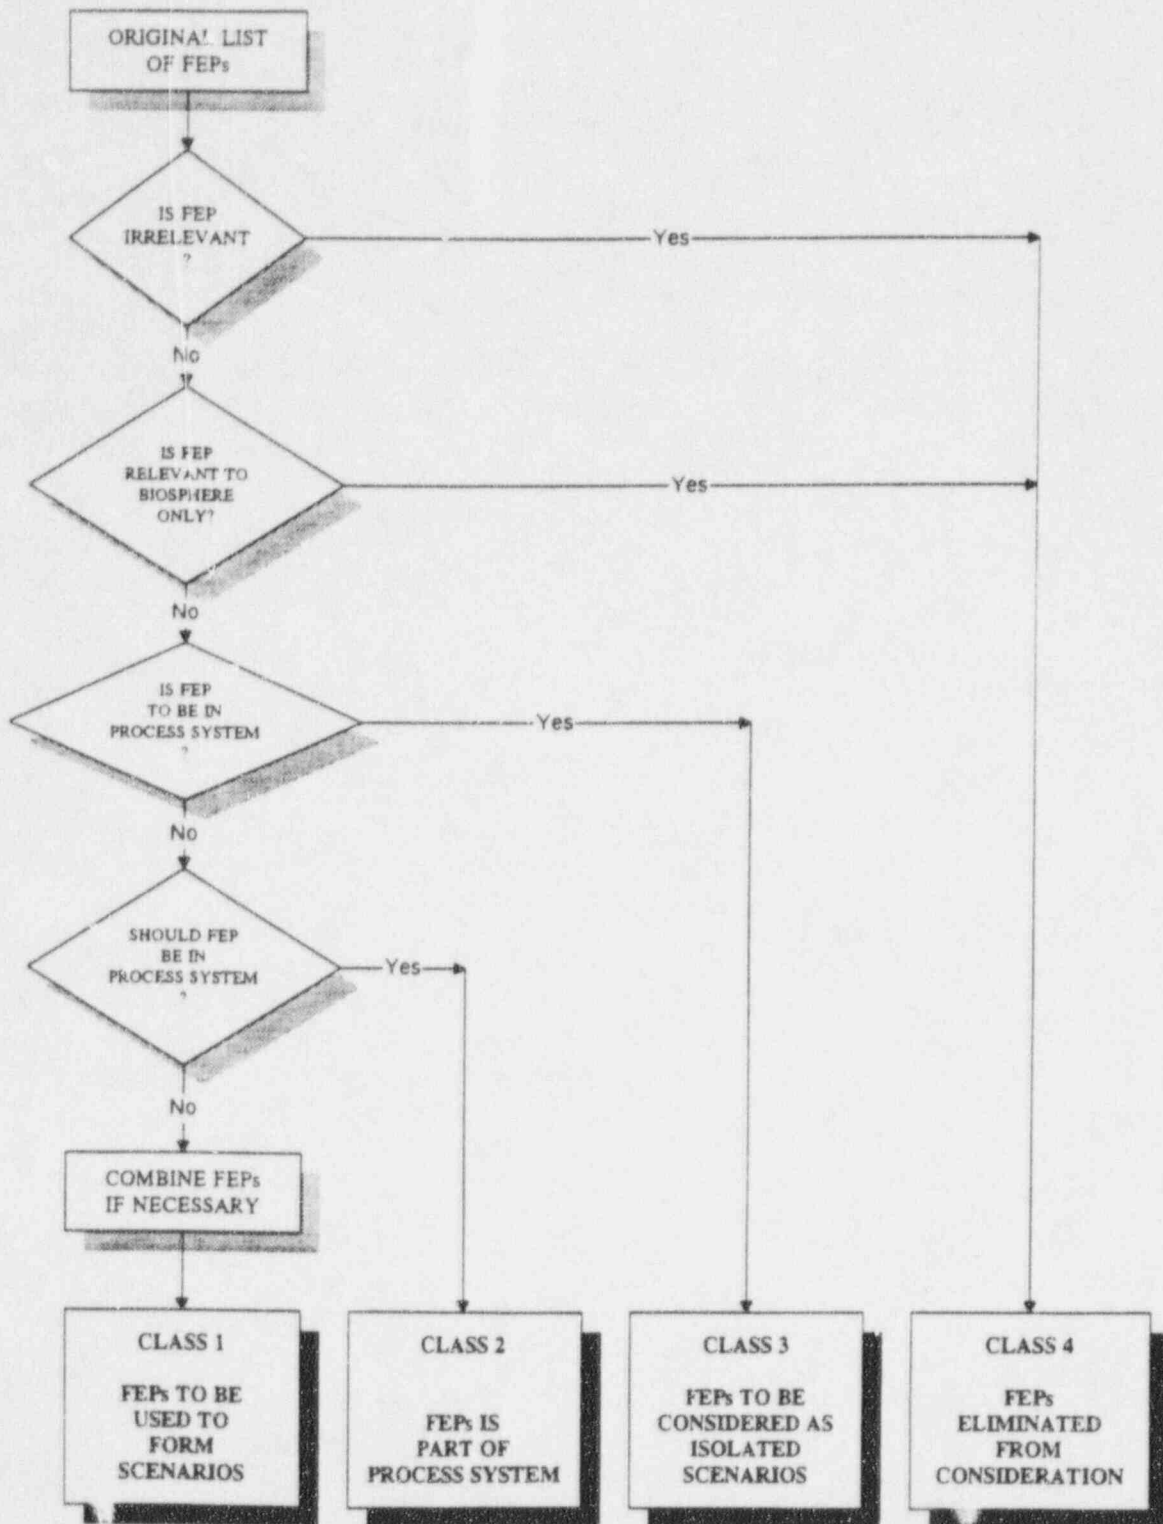 ORIGINAL LIST
OF FEPs
IS FEP
IRRELEVANT
?
Yes
No
IS FEP
RELEVANT TO
BIOSPHERE
ONLY?
Yes
No
IS FEP
TO BE IN
PROCESS SYSTEM
?
Yes
No
SHOULD FEP
BE IN
PROCESS SYSTEM
?
Yes
No
COMBINE FEPs
IF NECESSARY
CLASS 1
FEPs TO BE
USED TO
FORM
SCENARIOS
CLASS 2
FEPs IS
PART OF
PROCESS SYSTEM
CLASS 3
FEPs TO BE
CONSIDERED AS
ISOLATED
SCENARIOS
CLASS 4
FEPs
ELIMINATED
FROM
CONSIDERATION